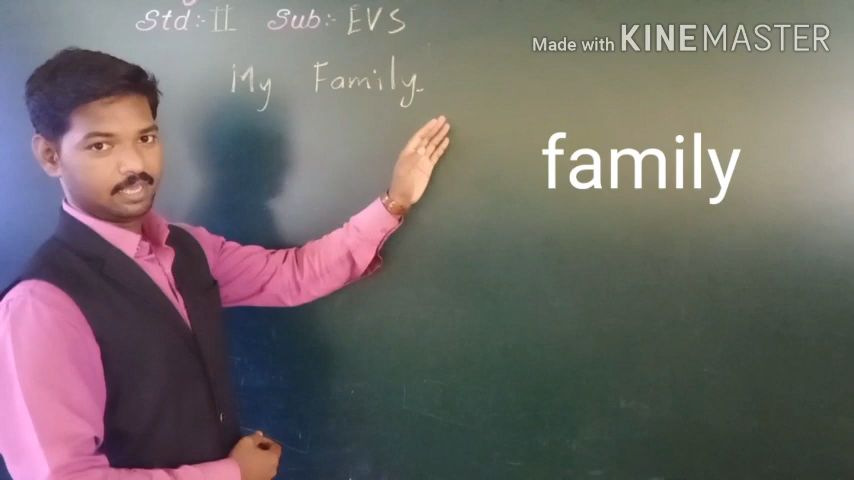 Std:- II Sub:- EVS
My Family.
Made with KINEMASTER
family